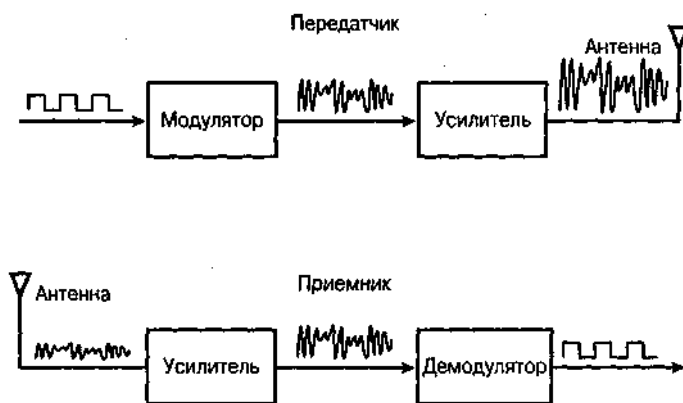 Передатчик
Антенна
Модулятор
Усилитель
Антенна
Приемник
Усилитель
Демодулятор